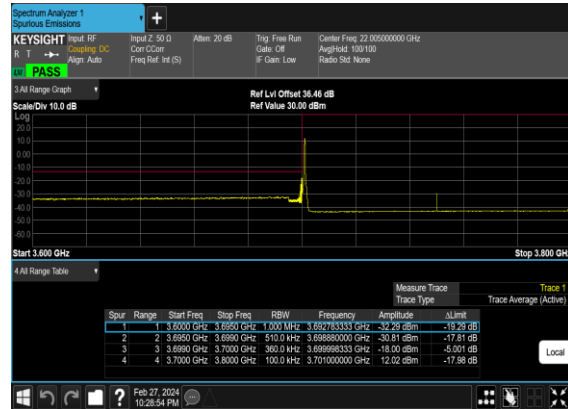 Spectrum Analyzer 1
Spurious Emissions
+
KEYSIGHT Input: RF Input Z: 50 Ω Atten: 20 dB Trig: Free Run Center Freq: 22.005000000 GHz
R T Coupling: DC Corr CCorr Gate: Off Avg|Hold: 100/100
Align: Auto Freq Ref: Int (S) IF Gain: Low Radio Std: None
LW PASS
3 All Range Graph
Ref Lvl Offset 36.46 dB
Scale/Div 10.0 dB Ref Value 30.00 dBm
Log
20.0
10.0
0.00
-10.0
-20.0
-30.0
-40.0
-50.0
-60.0
Start 3.600 GHz Stop 3.800 GHz
4 All Range Table
Measure Trace Trace 1
Trace Type Trace Average (Active)
Spur Range Start Freq Stop Freq RBW Frequency Amplitude ΔLimit
1 1 3.6000 GHz 3.6950 GHz 1.000 MHz 3.692783333 GHz -32.29 dBm -19.29 dB
2 2 3.6950 GHz 3.6990 GHz 510.0 kHz 3.698880000 GHz -30.81 dBm -17.81 dB
3 3 3.6990 GHz 3.7000 GHz 360.0 kHz 3.699998333 GHz -18.00 dBm -5.001 dB
4 4 3.7000 GHz 3.8000 GHz 100.0 kHz 3.701000000 GHz 12.02 dBm -17.98 dB
Local
? Feb 27, 2024
10:28:54 PM